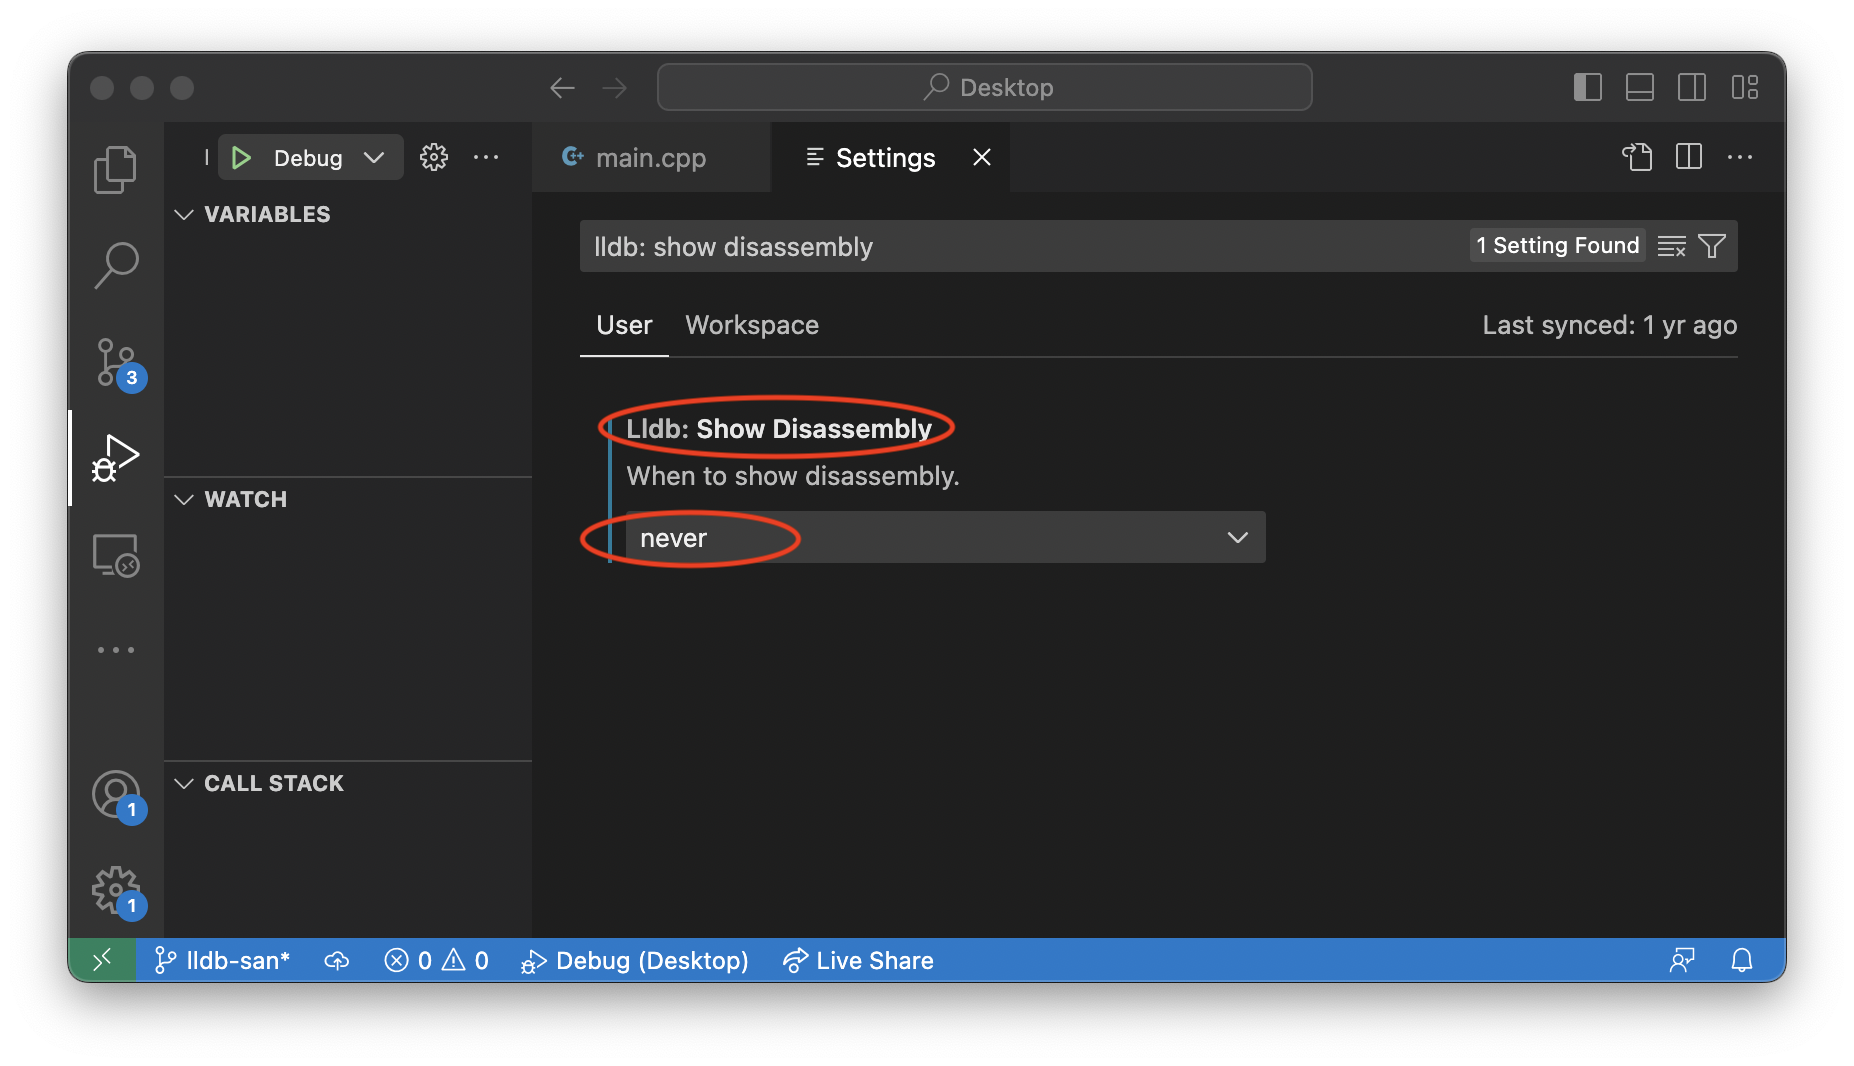 Desktop
Debug
main.cpp
Settings
VARIABLES
lldb: show disassembly
1 Setting Found
User
Workspace
Last synced: 1 yr ago
3
Lldb: Show Disassembly
When to show disassembly.
WATCH
never
CALL STACK
1
1
lldb-san*
0
0
Debug (Desktop)
Live Share